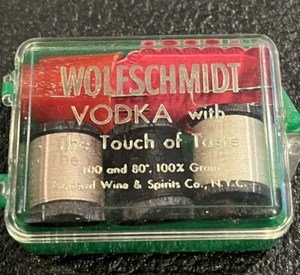 WOLFSCHMIDT
VODKA with
The Touch of Taste
100 and 80°. 100% Grain
Wine & Spirits Co., N.Y.C.